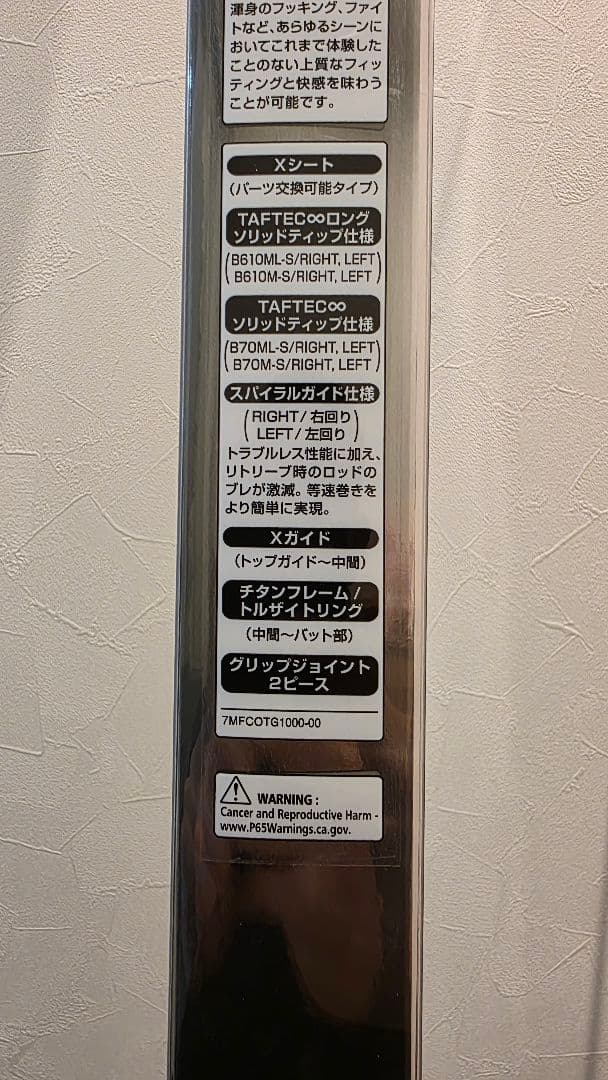 渾身のフッキング、ファイ
トなど、あらゆるシーンに
おいてこれまで体験した
ことのない上質なフィッ
ティングと快感を味わう
ことが可能です。
Xシート
(パーツ交換可能タイプ)
TAFTEC∞ロング
ソリッドティップ仕様
(B610ML-S/RIGHT, LEFT
B610M-S/RIGHT, LEFT)
TAFTEC∞
ソリッドティップ仕様
(B70ML-S/RIGHT, LEFT
B70M-S/RIGHT, LEFT)
スパイラルガイド仕様
(RIGHT/右回り
LEFT/左回り)
トラブルレス性能に加え、
リトリーブ時のロッドの
ブレが激減。等速巻きを
より簡単に実現。
Xガイド
(トップガイド〜中間)
チタンフレーム/
トルザイトリング
(中間〜バット部)
グリップジョイント
2ピース
7MFCOTG1000-00
WARNING:
Cancer and Reproductive Harm -
www.P65Warnings.ca.gov.